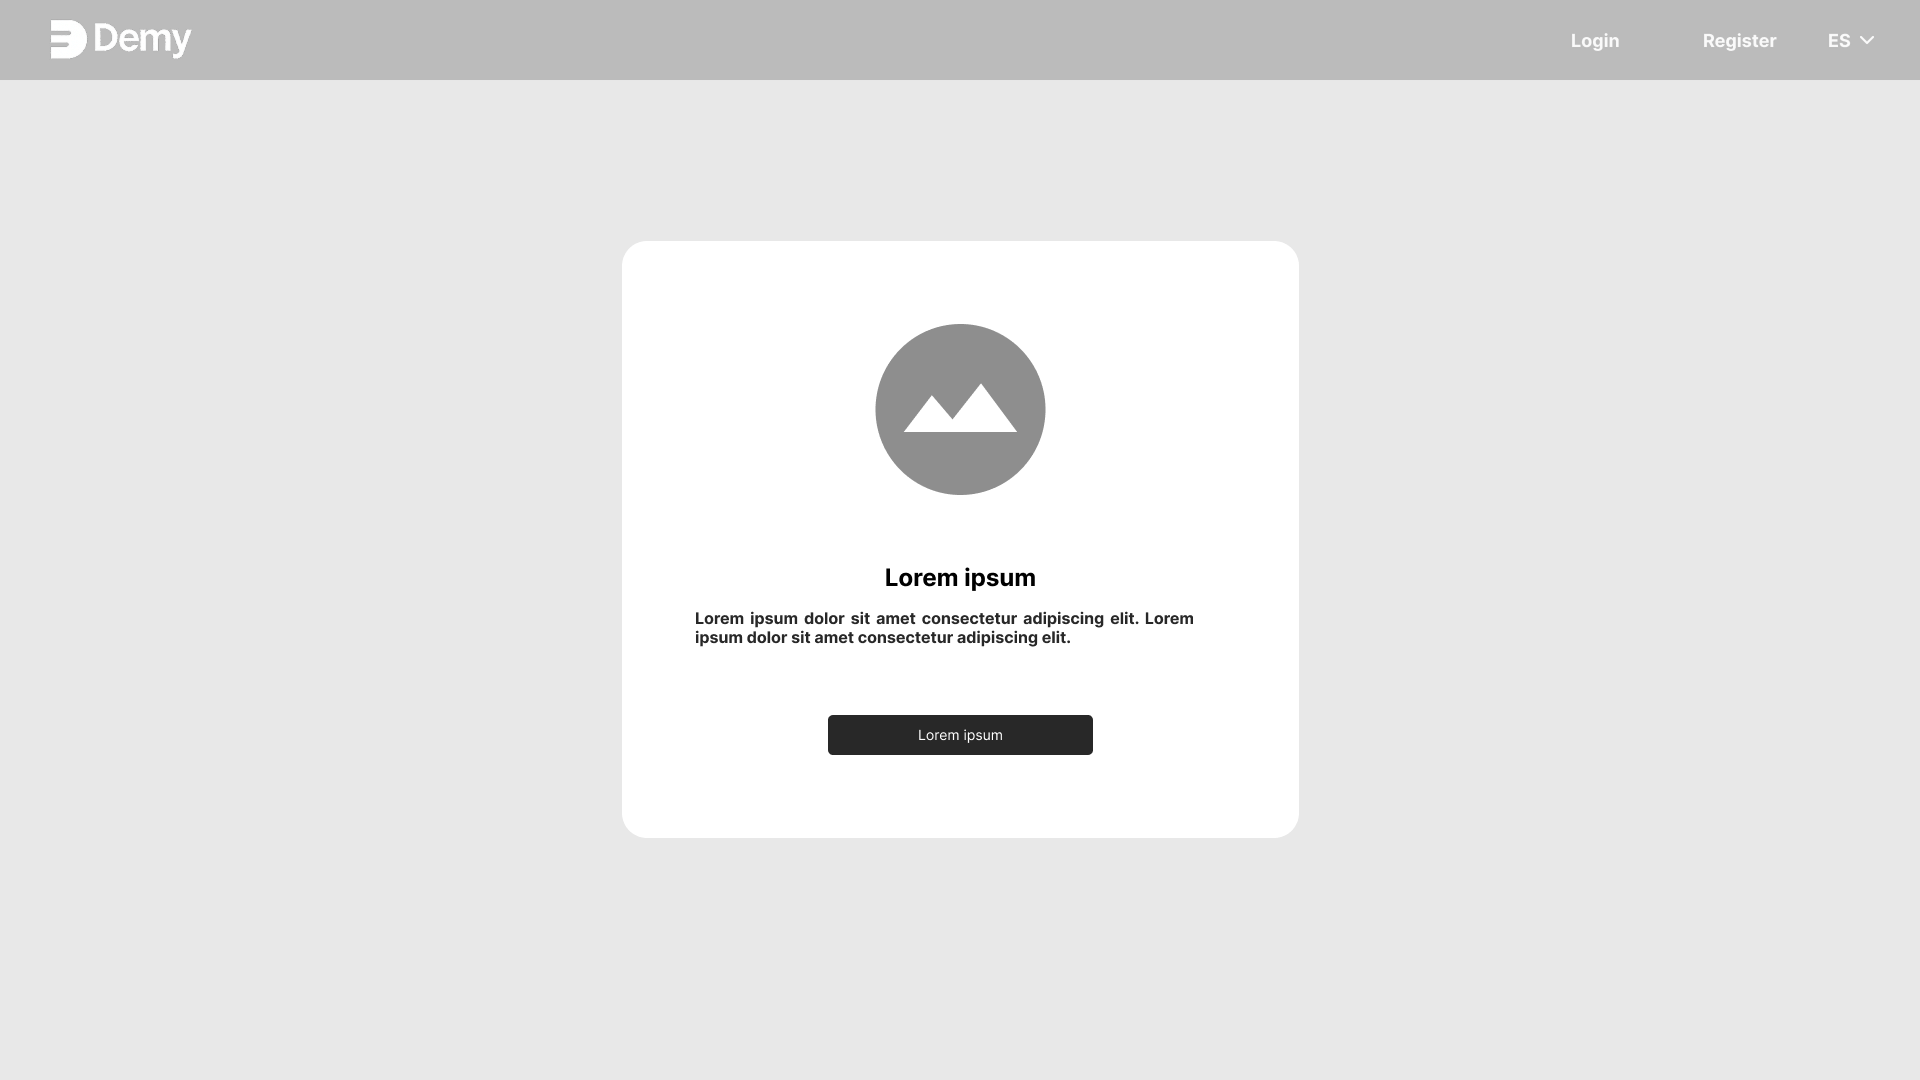 Demy
Login
Register
ES
Lorem ipsum
Lorem ipsum dolor sit amet consectetur adipiscing elit. Lorem
ipsum dolor sit amet consectetur adipiscing elit.
Lorem ipsum